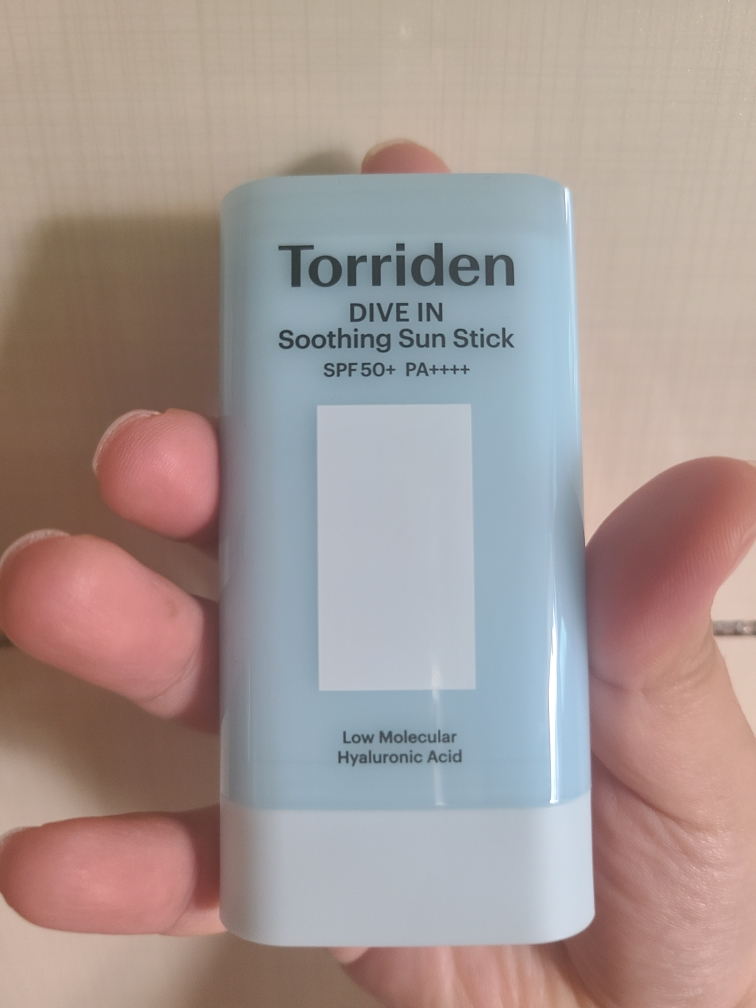 Torriden
DIVE IN
Soothing Sun Stick
SPF50+ PA++++
Low Molecular
Hyaluronic Acid